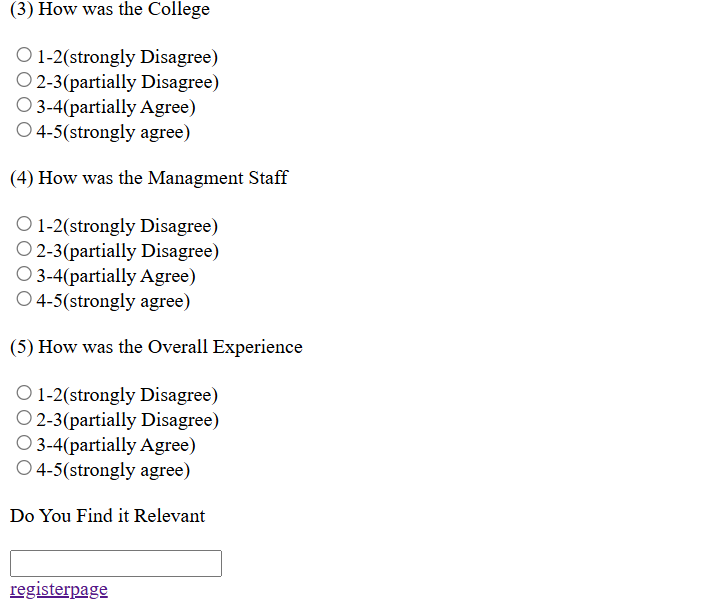 (3) How was the College
1-2(strongly Disagree)
2-3(partially Disagree)
3-4(partially Agree)
4-5(strongly agree)
(4) How was the Managment Staff
1-2(strongly Disagree)
2-3(partially Disagree)
3-4(partially Agree)
4-5(strongly agree)
(5) How was the Overall Experience
1-2(strongly Disagree)
2-3(partially Disagree)
3-4(partially Agree)
4-5(strongly agree)
Do You Find it Relevant
registerpage